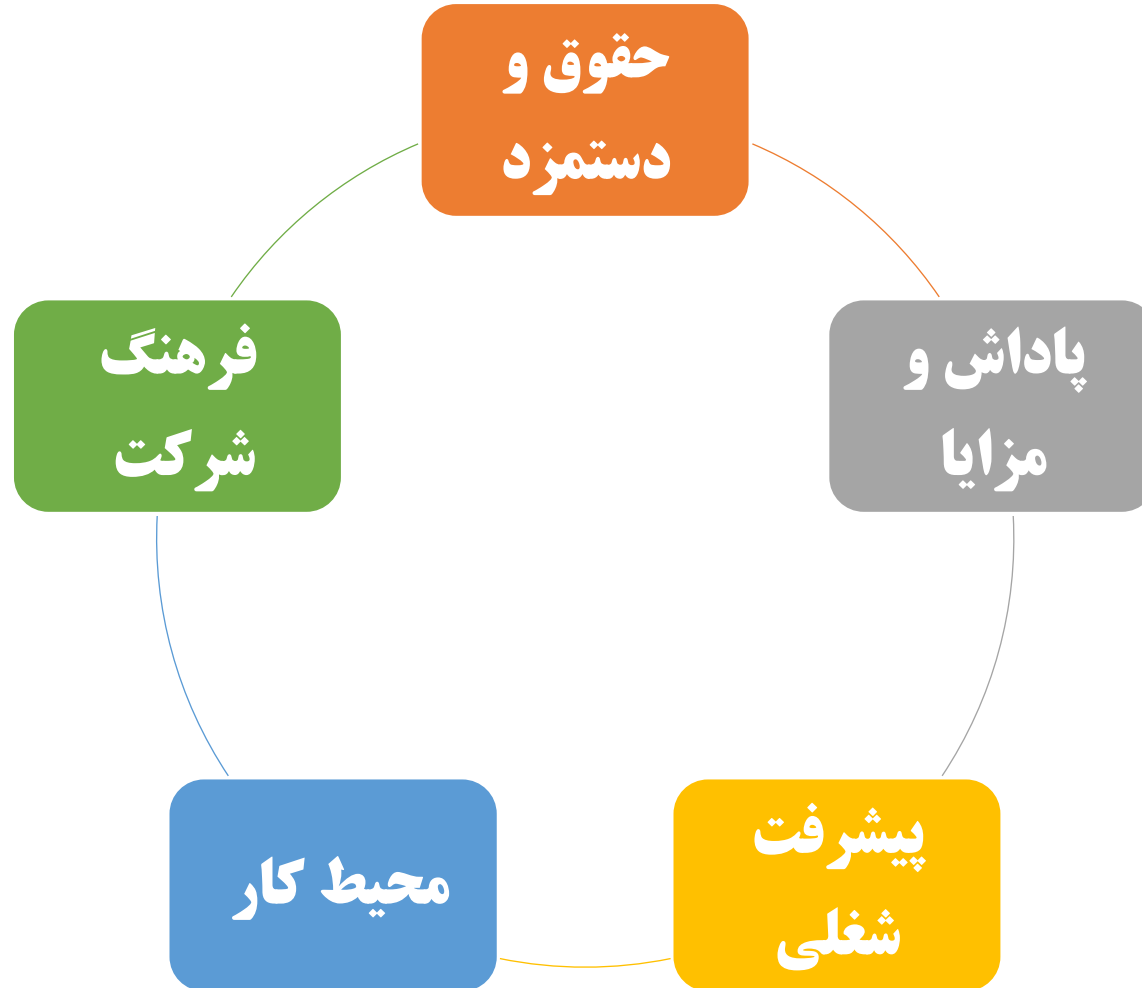 حقوق و
دستمزد
پاداش و
مزایا
پیشرفت
شغلی
محیط کار
فرهنگ
شرکت